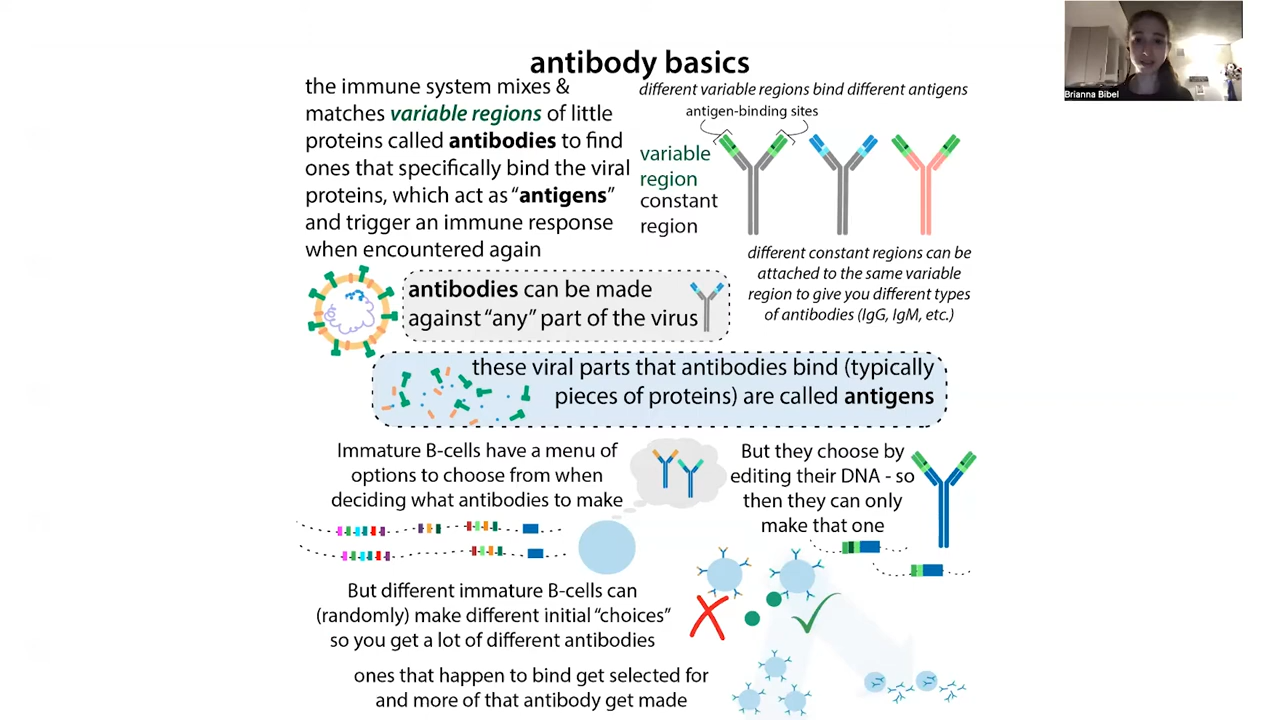 antibody basics
the immune system mixes &
matches variable regions of little
proteins called antibodies to find
ones that specifically bind the viral
proteins, which act as “antigens”
and trigger an immune response
when encountered again
different variable regions bind different antigens
antigen-binding sites
variable
region
constant
region
different constant regions can be
attached to the same variable
region to give you different types
of antibodies (IgG, IgM, etc.)
antibodies can be made
against “any” part of the virus
these viral parts that antibodies bind (typically
pieces of proteins) are called antigens
Immature B-cells have a menu of
options to choose from when
deciding what antibodies to make
But they choose by
editing their DNA - so
then they can only
make that one
But different immature B-cells can
(randomly) make different initial “choices”
so you get a lot of different antibodies
ones that happen to bind get selected for
and more of that antibody get made
Brianna Bibel